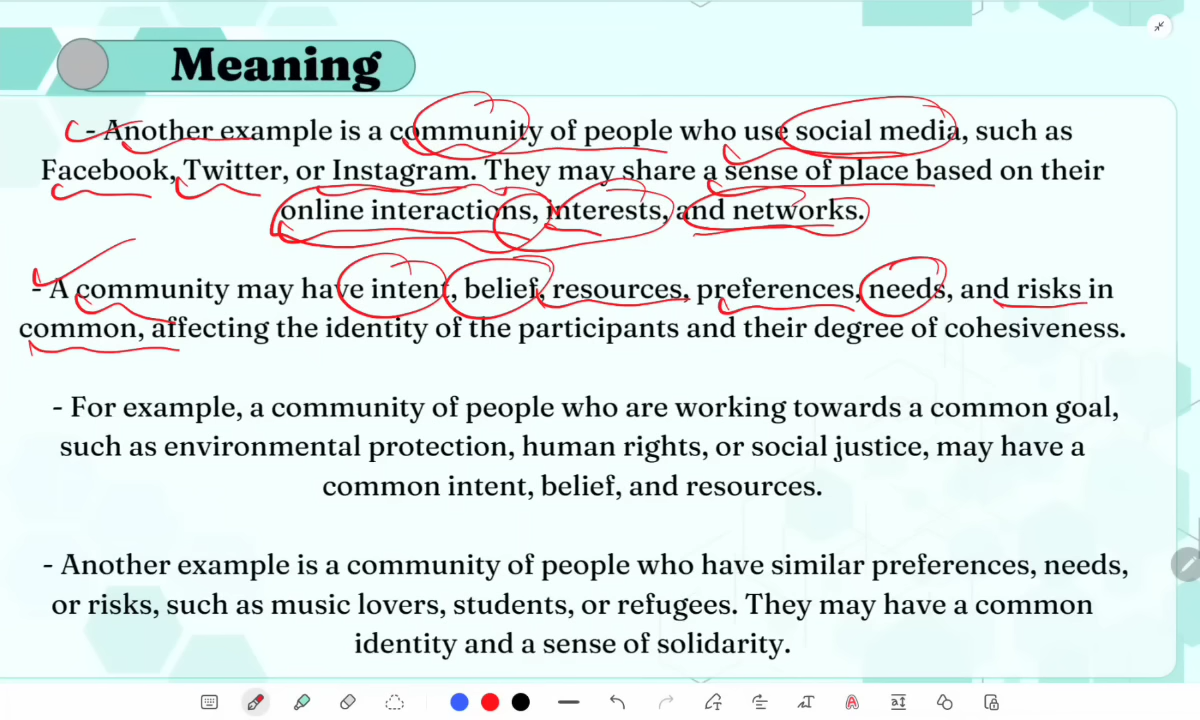 Meaning
- Another example is a community of people who use social media, such as
Facebook, Twitter, or Instagram. They may share a sense of place based on their
online interactions, interests, and networks.
- A community may have intent, belief, resources, preferences, needs, and risks in
common, affecting the identity of the participants and their degree of cohesiveness.
- For example, a community of people who are working towards a common goal,
such as environmental protection, human rights, or social justice, may have a
common intent, belief, and resources.
- Another example is a community of people who have similar preferences, needs,
or risks, such as music lovers, students, or refugees. They may have a common
identity and a sense of solidarity.